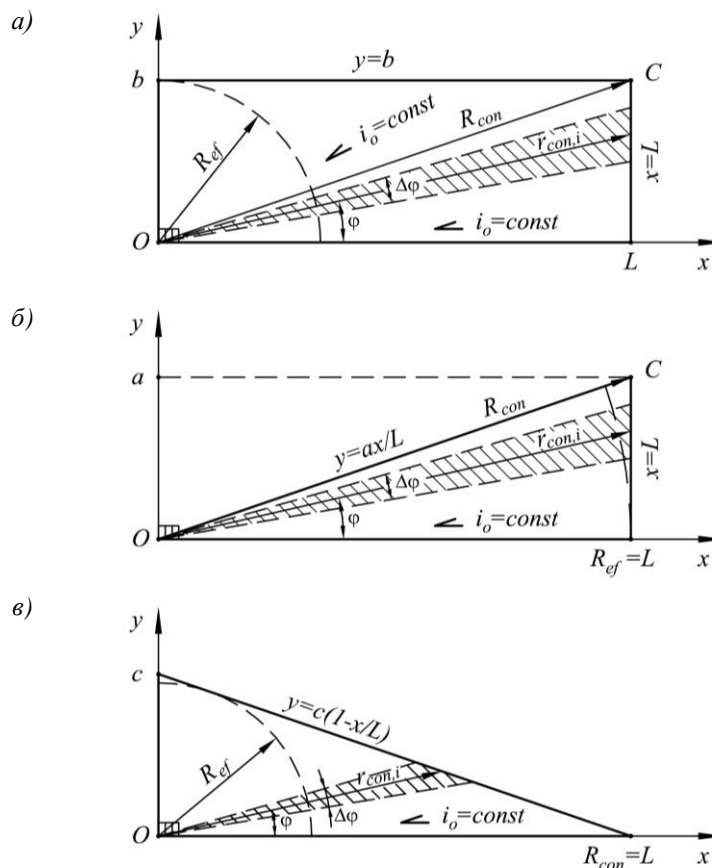 а)
y
b
y=b
C
i_o=const
R_con
R_ef
r_con,i
x=L
Δφ
φ
i_o=const
O
L
x
б)
y
a
C
R_con
y=ax/L
r_con,i
x=L
Δφ
φ
i_o=const
O
R_ef =L
x
в)
y
c
y=c(1-x/L)
R_ef
r_con,i
φ
Δφ
i_o=const
O
R_con =L
x